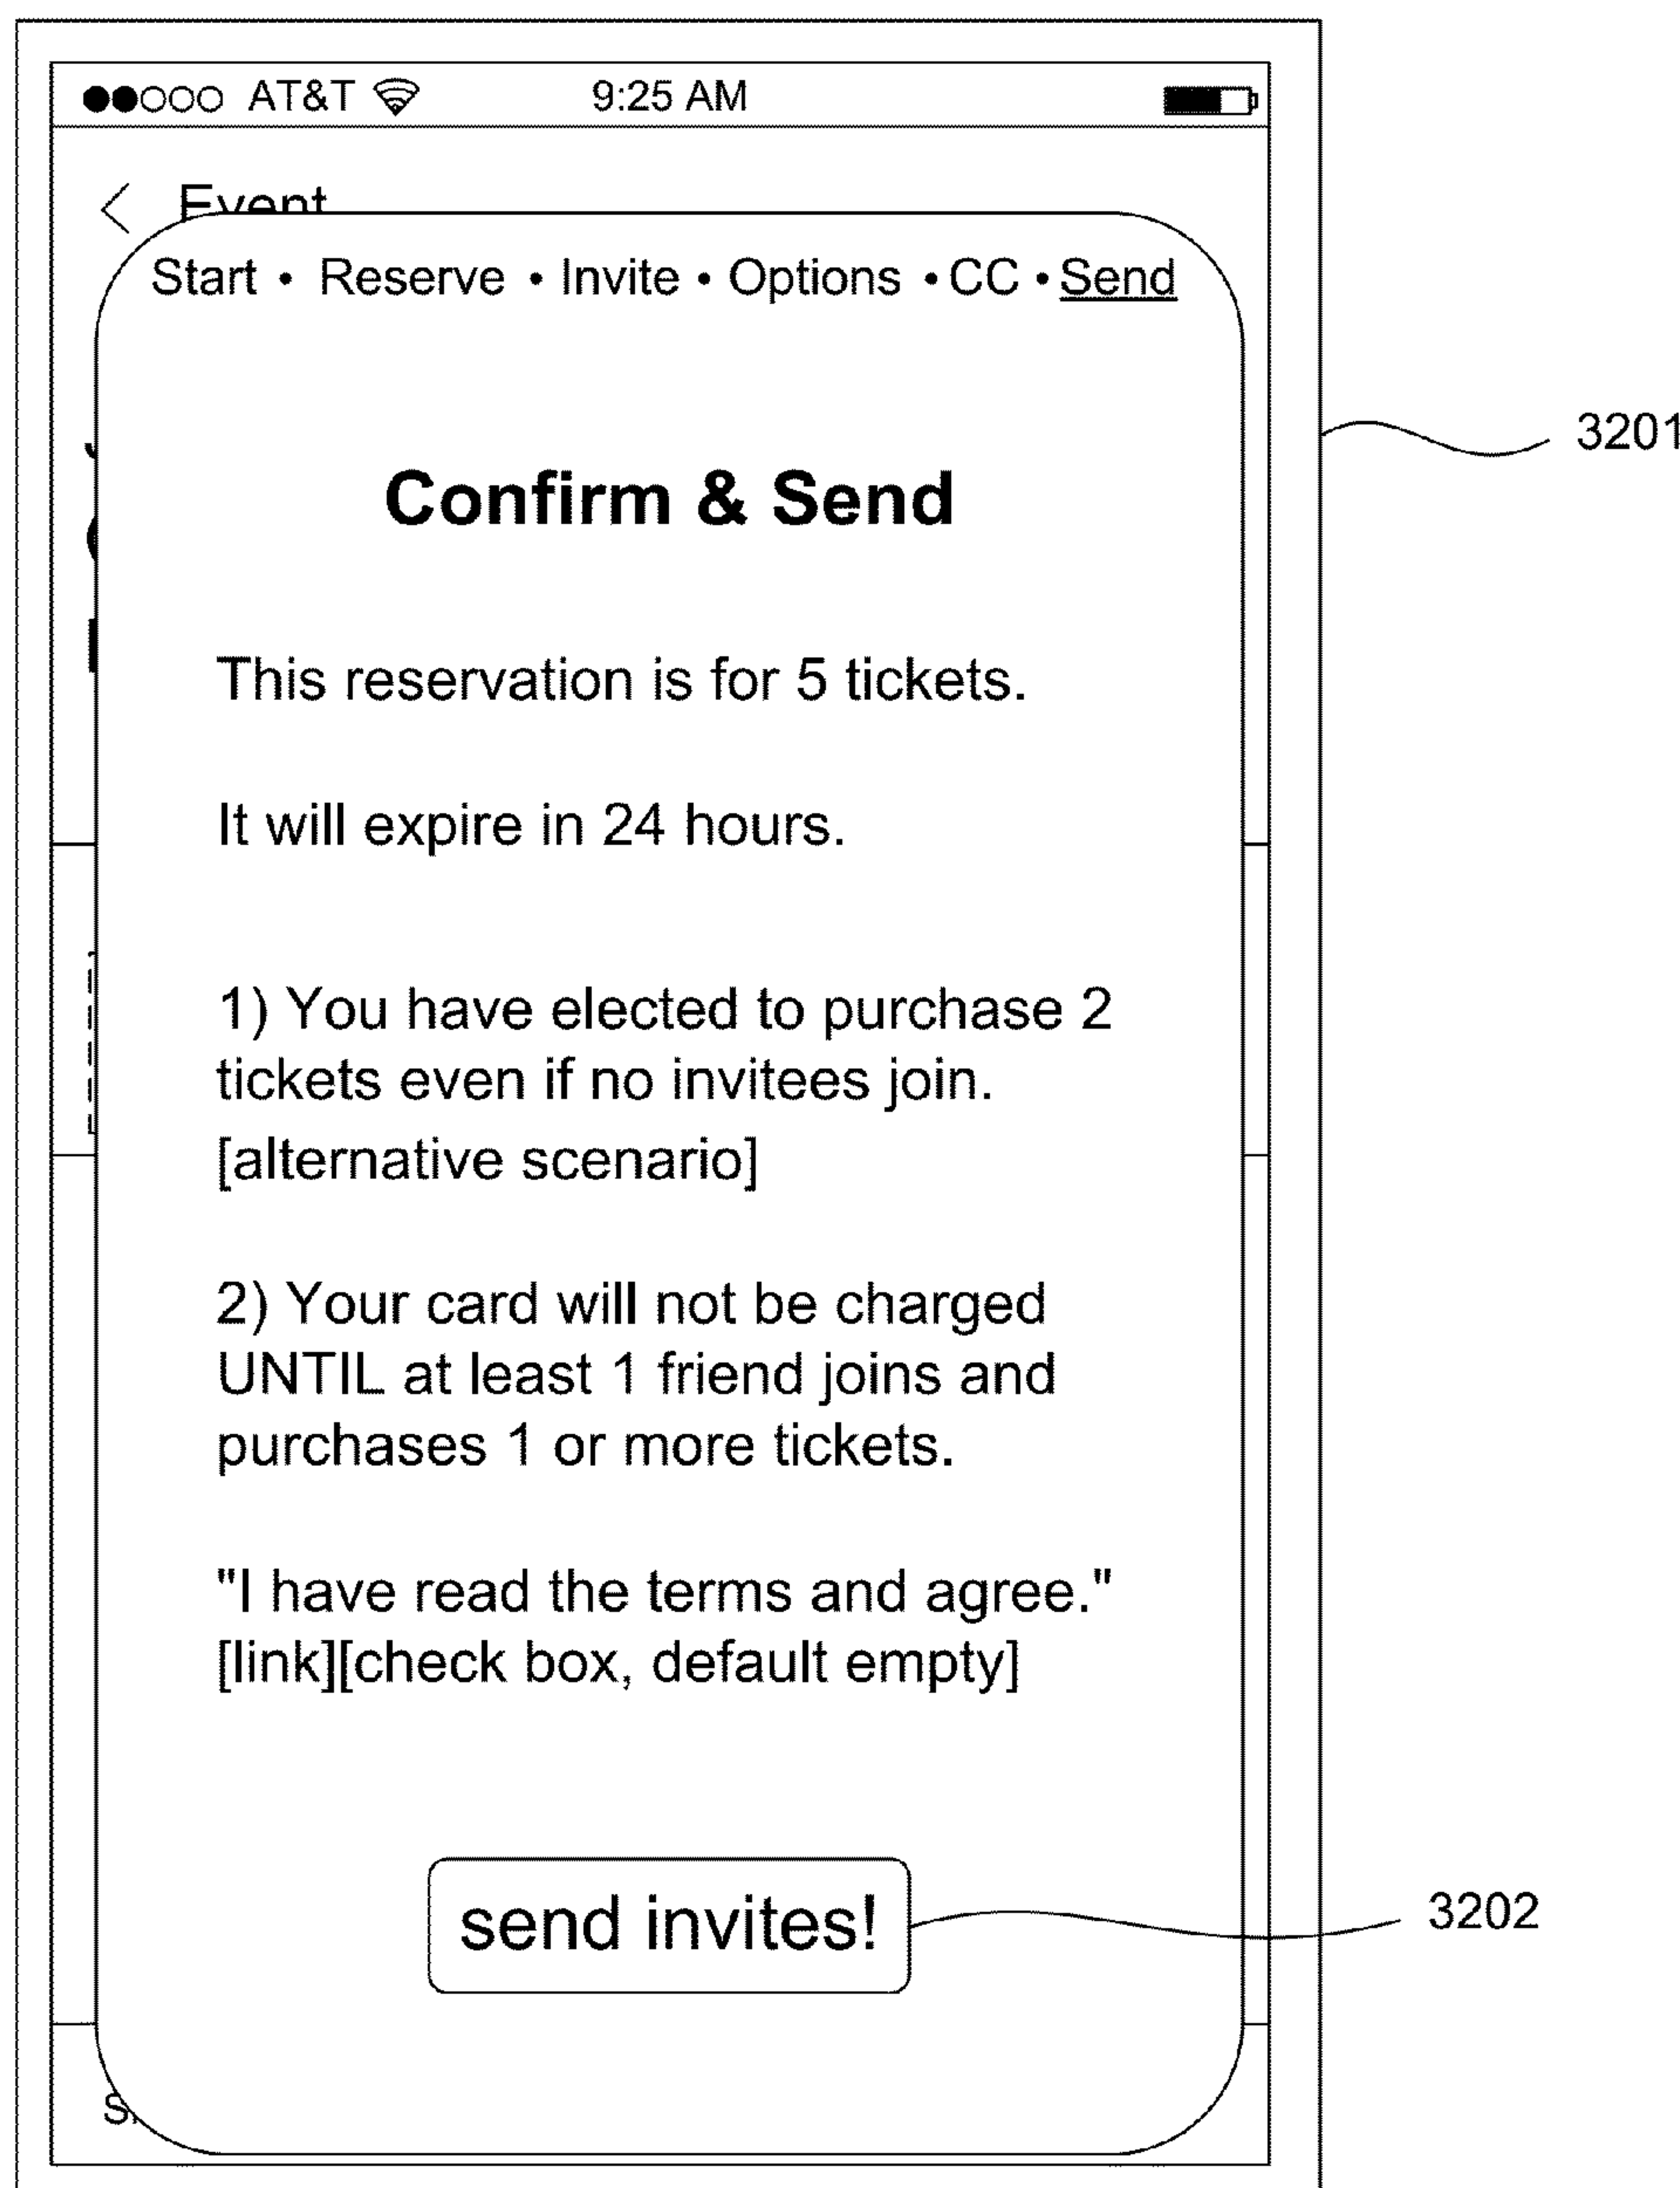 AT&T 9:25 AM
Event
Start • Reserve • Invite • Options • CC • Send
3201
Confirm & Send
This reservation is for 5 tickets.
It will expire in 24 hours.
1) You have elected to purchase 2
tickets even if no invitees join.
[alternative scenario]
2) Your card will not be charged
UNTIL at least 1 friend joins and
purchases 1 or more tickets.
"I have read the terms and agree."
[link][check box, default empty]
send invites!
3202